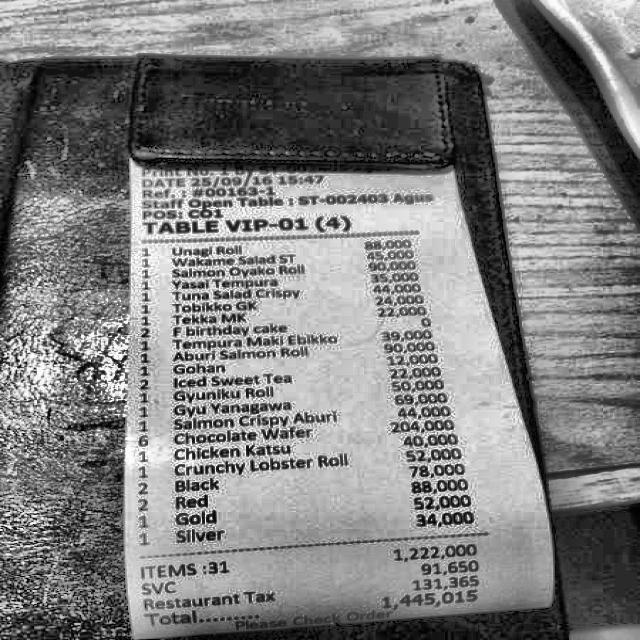 DATE 25/09/16 15:47
Ref. #00163-1
Staff Open Table : ST-002403 Agus
POS: C01
TABLE VIP-01 (4)
1 Unagi Roll 88,000
1 Wakame Salad ST 45,000
1 Salmon Oyako Roll 90,000
1 Yasai Tempura 35,000
1 Tuna Salad Crispy 44,000
1 Tobikko GK 24,000
1 Tekka MK 22,000
2 F birthday cake 0
1 Tempura Maki Ebikko 39,000
1 Aburi Salmon Roll 90,000
1 Gohan 12,000
2 Iced Sweet Tea 22,000
1 Gyuniku Roll 50,000
1 Gyu Yanagawa 69,000
1 Salmon Crispy Aburi 44,000
6 Chocolate Wafer 204,000
1 Chicken Katsu 40,000
1 Crunchy Lobster Roll 52,000
2 Black 78,000
2 Red 88,000
1 Gold 52,000
1 Silver 34,000
ITEMS :31 1,222,000
SVC 91,650
Restaurant Tax 131,365
Total......... 1,445,015
Please Check Order